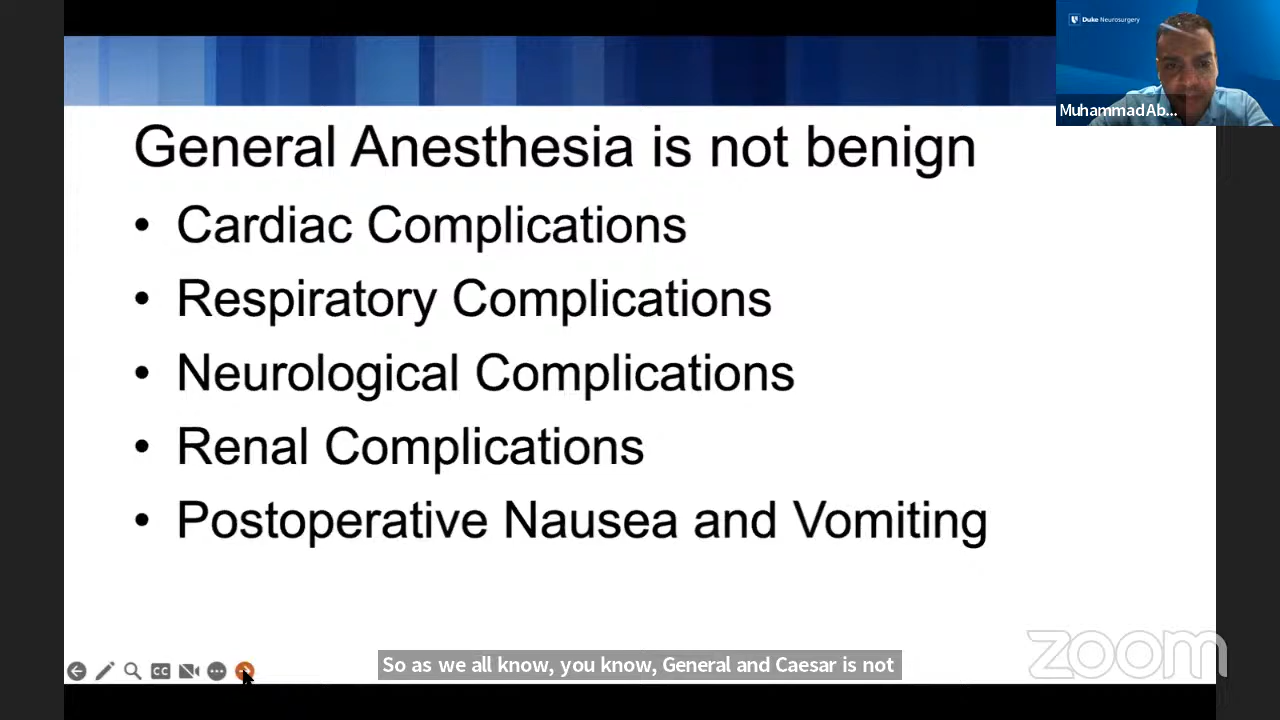 Duke Neurosurgery
Muhammad Ab...
General Anesthesia is not benign
• Cardiac Complications
• Respiratory Complications
• Neurological Complications
• Renal Complications
• Postoperative Nausea and Vomiting
zoom
CC
So as we all know, you know, General and Caesar is not